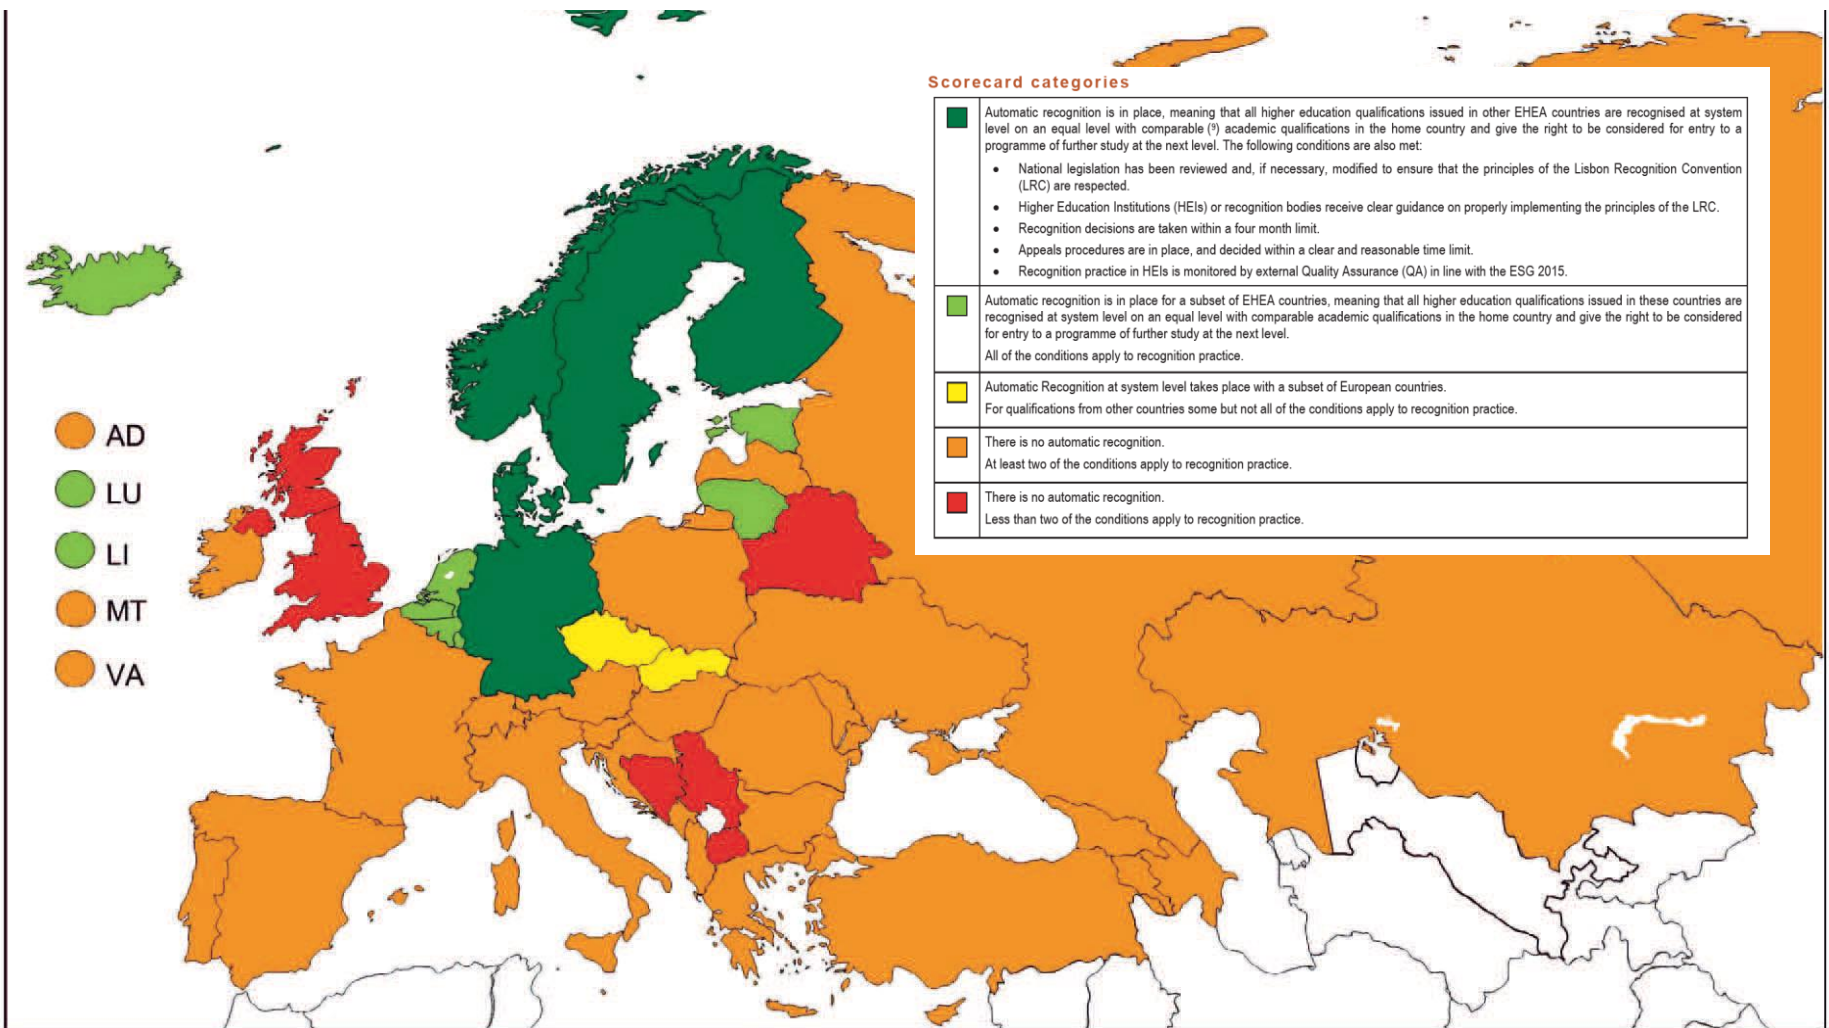 Scorecard categories
Automatic recognition is in place, meaning that all higher education qualifications issued in other EHEA countries are recognised at system
level on an equal level with comparable (⁹) academic qualifications in the home country and give the right to be considered for entry to a
programme of further study at the next level. The following conditions are also met:
• National legislation has been reviewed and, if necessary, modified to ensure that the principles of the Lisbon Recognition Convention
(LRC) are respected.
• Higher Education Institutions (HEIs) or recognition bodies receive clear guidance on properly implementing the principles of the LRC.
• Recognition decisions are taken within a four month limit.
• Appeals procedures are in place, and decided within a clear and reasonable time limit.
• Recognition practice in HEIs is monitored by external Quality Assurance (QA) in line with the ESG 2015.
Automatic recognition is in place for a subset of EHEA countries, meaning that all higher education qualifications issued in these countries are
recognised at system level on an equal level with comparable academic qualifications in the home country and give the right to be considered
for entry to a programme of further study at the next level.
All of the conditions apply to recognition practice.
Automatic Recognition at system level takes place with a subset of European countries.
For qualifications from other countries some but not all of the conditions apply to recognition practice.
There is no automatic recognition.
At least two of the conditions apply to recognition practice.
There is no automatic recognition.
Less than two of the conditions apply to recognition practice.
AD
LU
LI
MT
VA